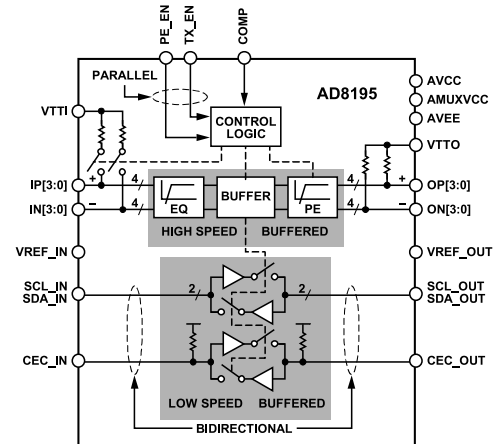 PE_EN
TX_EN
COMP
PARALLEL
AD8195
AVCC
AMUXVCC
AVEE
VTTI
CONTROL
LOGIC
VTTO
IP[3:0]
+
4
4
+
OP[3:0]
IN[3:0]
−
4
EQ
BUFFER
PE
4
−
ON[3:0]
HIGH SPEED
BUFFERED
VREF_IN
VREF_OUT
SCL_IN
SDA_IN
2
2
SCL_OUT
SDA_OUT
CEC_IN
CEC_OUT
LOW SPEED
BUFFERED
BIDIRECTIONAL